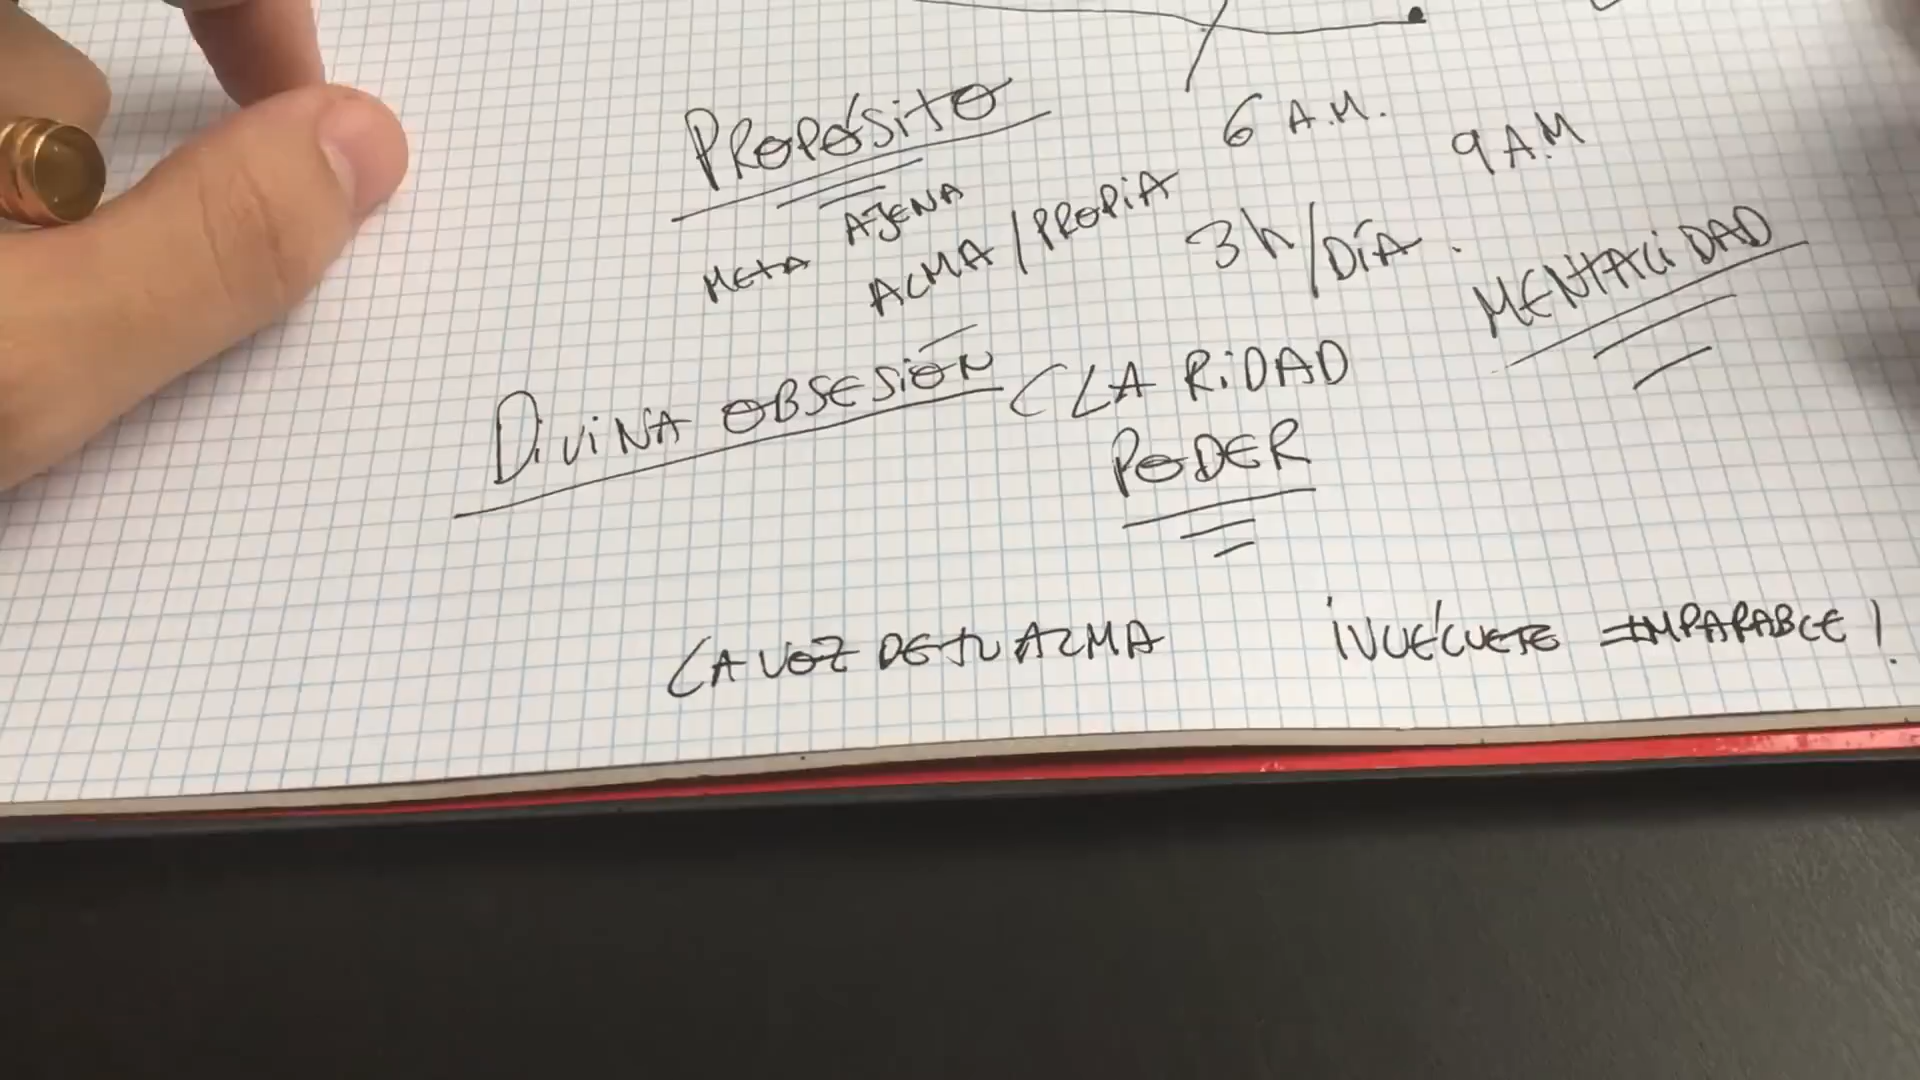 PROPÓSITO
6 A.M.
9 A.M
META AJENA
ALMA / PROPIA
3h / DÍA.
MENTALIDAD
DIVINA OBSESIÓN
CLARIDAD
PODER
LA VOZ DE TU ALMA
¡VUÉLVETE IMPARABLE!